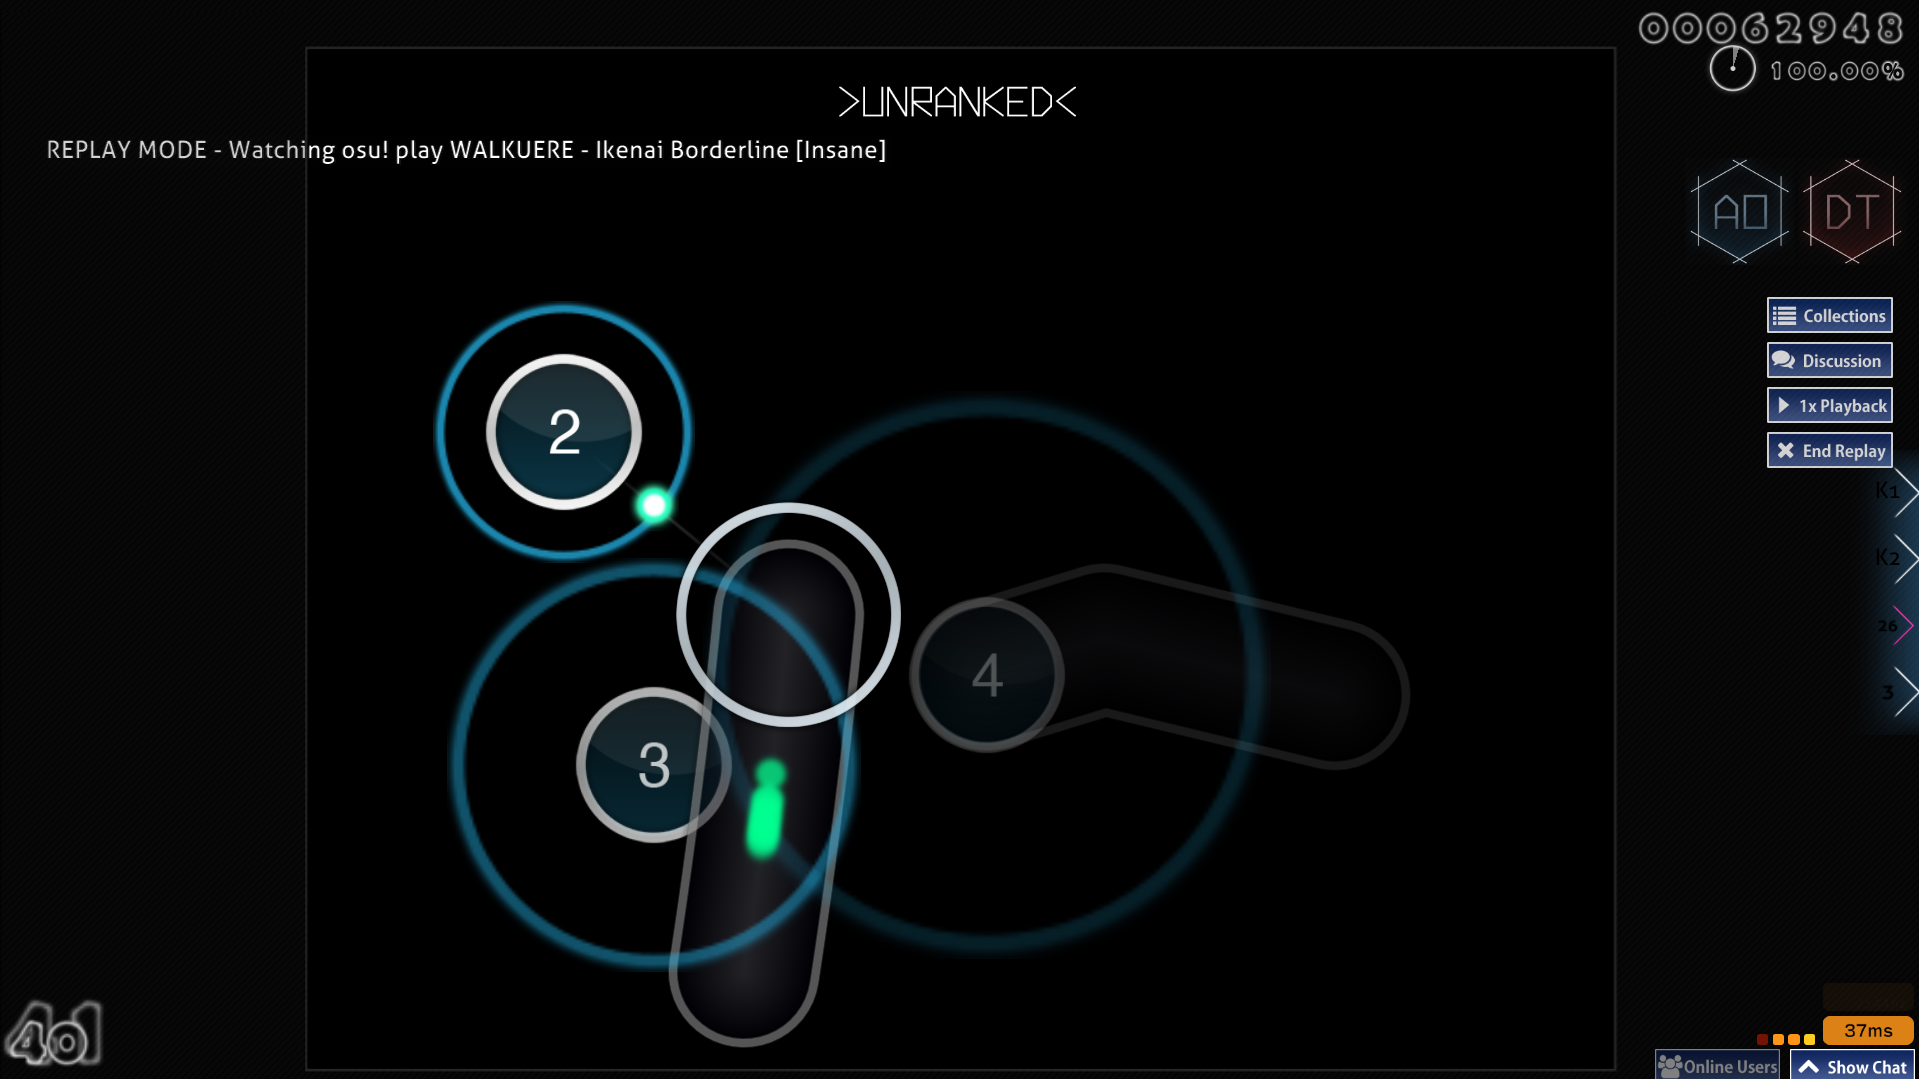 00062948
100.00%
>UNRANKED<
REPLAY MODE - Watching osu! play WALKUERE - Ikenai Borderline [Insane]
AO DT
Collections
Discussion
1x Playback
End Replay
K1
K2
26
3
2
3
4
37ms
Online Users
Show Chat